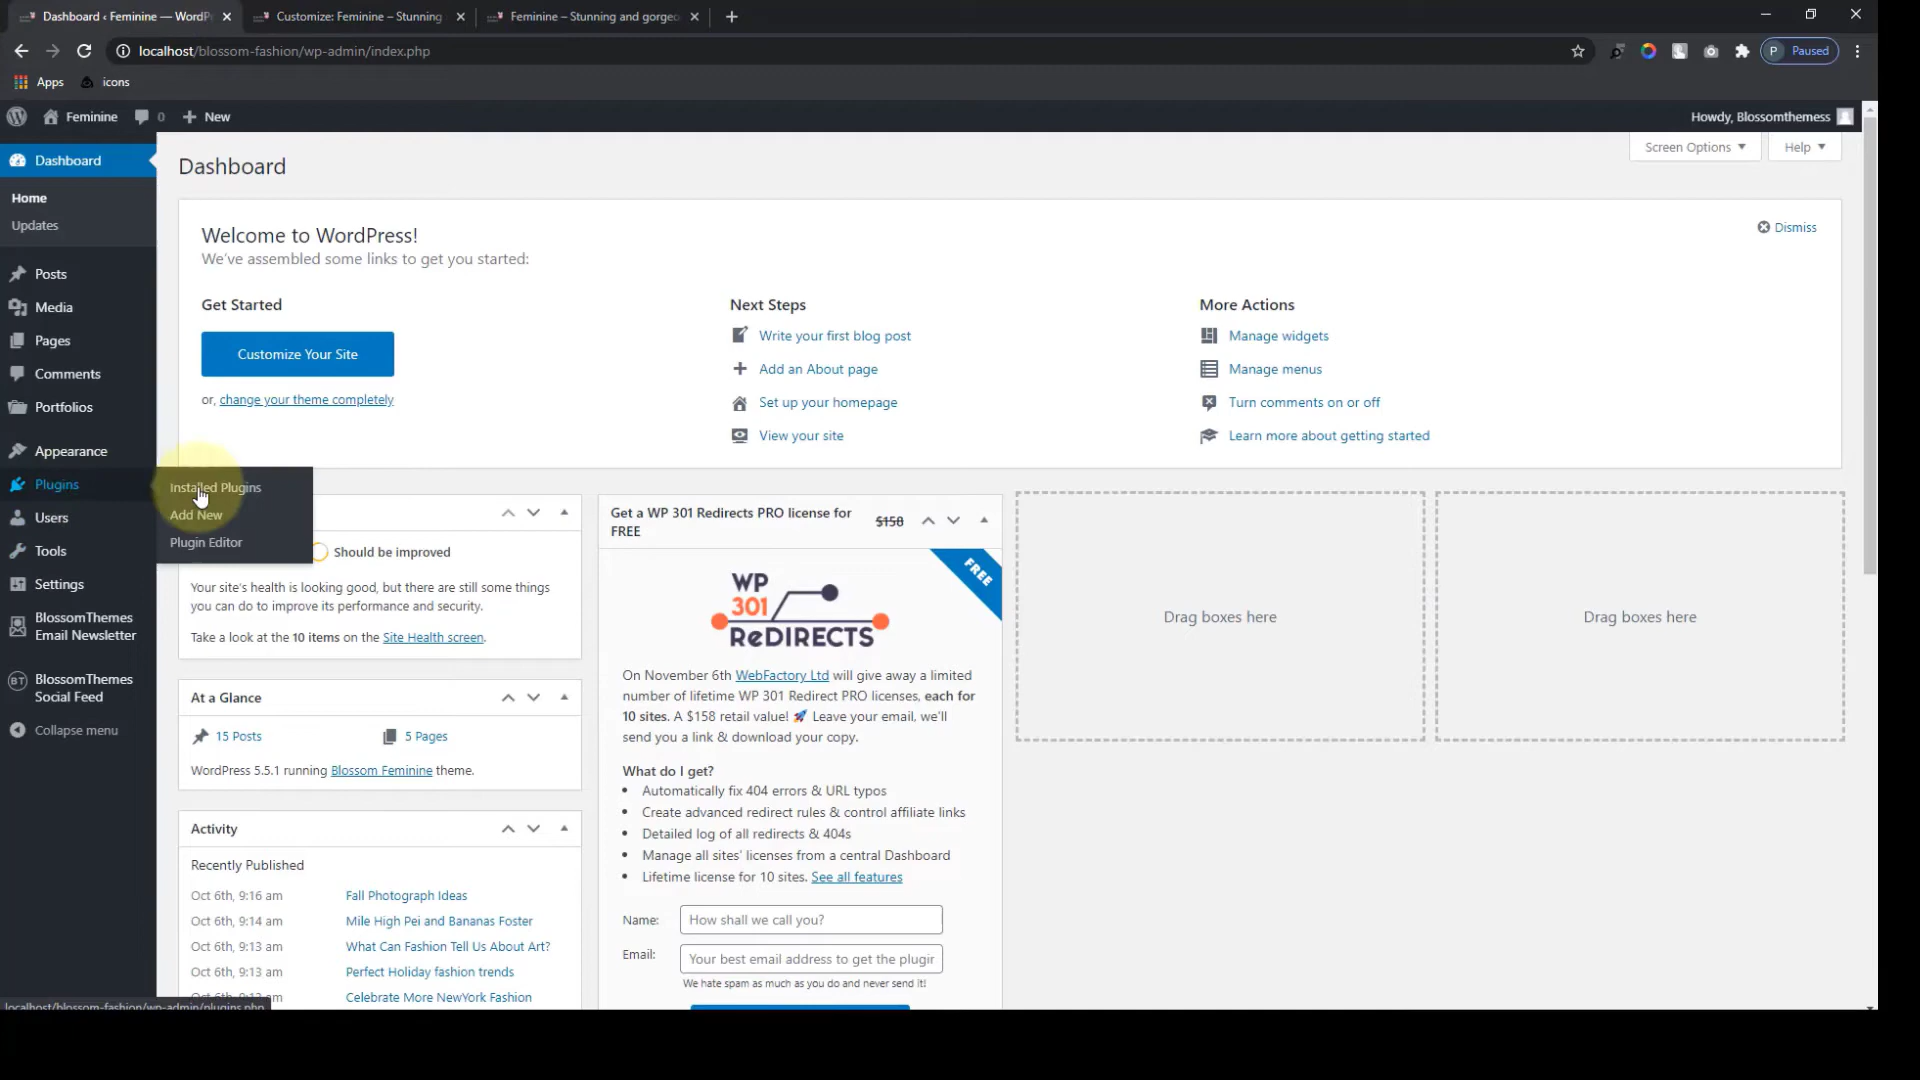 Dashboard ‹ Feminine — WordP
Customize: Feminine – Stunning
Feminine – Stunning and gorgeo
localhost/blossom-fashion/wp-admin/index.php
P Paused
Apps
icons
Feminine
0
New
Howdy, Blossomthemess
Dashboard
Home
Updates
Posts
Media
Pages
Comments
Portfolios
Appearance
Plugins
Users
Tools
Settings
BlossomThemes
Email Newsletter
BT
BlossomThemes
Social Feed
Collapse menu
Installed Plugins
Add New
Plugin Editor
Dashboard
Screen Options
Help
Welcome to WordPress!
We've assembled some links to get you started:
Dismiss
Get Started
Customize Your Site
or, change your theme completely
Next Steps
Write your first blog post
Add an About page
Set up your homepage
View your site
More Actions
Manage widgets
Manage menus
Turn comments on or off
Learn more about getting started
Should be improved
Your site's health is looking good, but there are still some things
you can do to improve its performance and security.
Take a look at the 10 items on the Site Health screen.
At a Glance
15 Posts
5 Pages
WordPress 5.5.1 running Blossom Feminine theme.
Activity
Recently Published
Oct 6th, 9:16 am Fall Photograph Ideas
Oct 6th, 9:14 am Mile High Pei and Bananas Foster
Oct 6th, 9:13 am What Can Fashion Tell Us About Art?
Oct 6th, 9:13 am Perfect Holiday fashion trends
Oct 6th, 9:13 am Celebrate More NewYork Fashion
Get a WP 301 Redirects PRO license for
FREE
$158
FREE
WP
301
ReDIRECTS
On November 6th WebFactory Ltd will give away a limited
number of lifetime WP 301 Redirect PRO licenses, each for
10 sites. A $158 retail value! 🚀 Leave your email, we'll
send you a link & download your copy.
What do I get?
• Automatically fix 404 errors & URL typos
• Create advanced redirect rules & control affiliate links
• Detailed log of all redirects & 404s
• Manage all sites' licenses from a central Dashboard
• Lifetime license for 10 sites. See all features
Name: How shall we call you?
Email: Your best email address to get the plugin
We hate spam as much as you do and never send it!
Drag boxes here
Drag boxes here
localhost/blossom-fashion/wp-admin/plugins.php